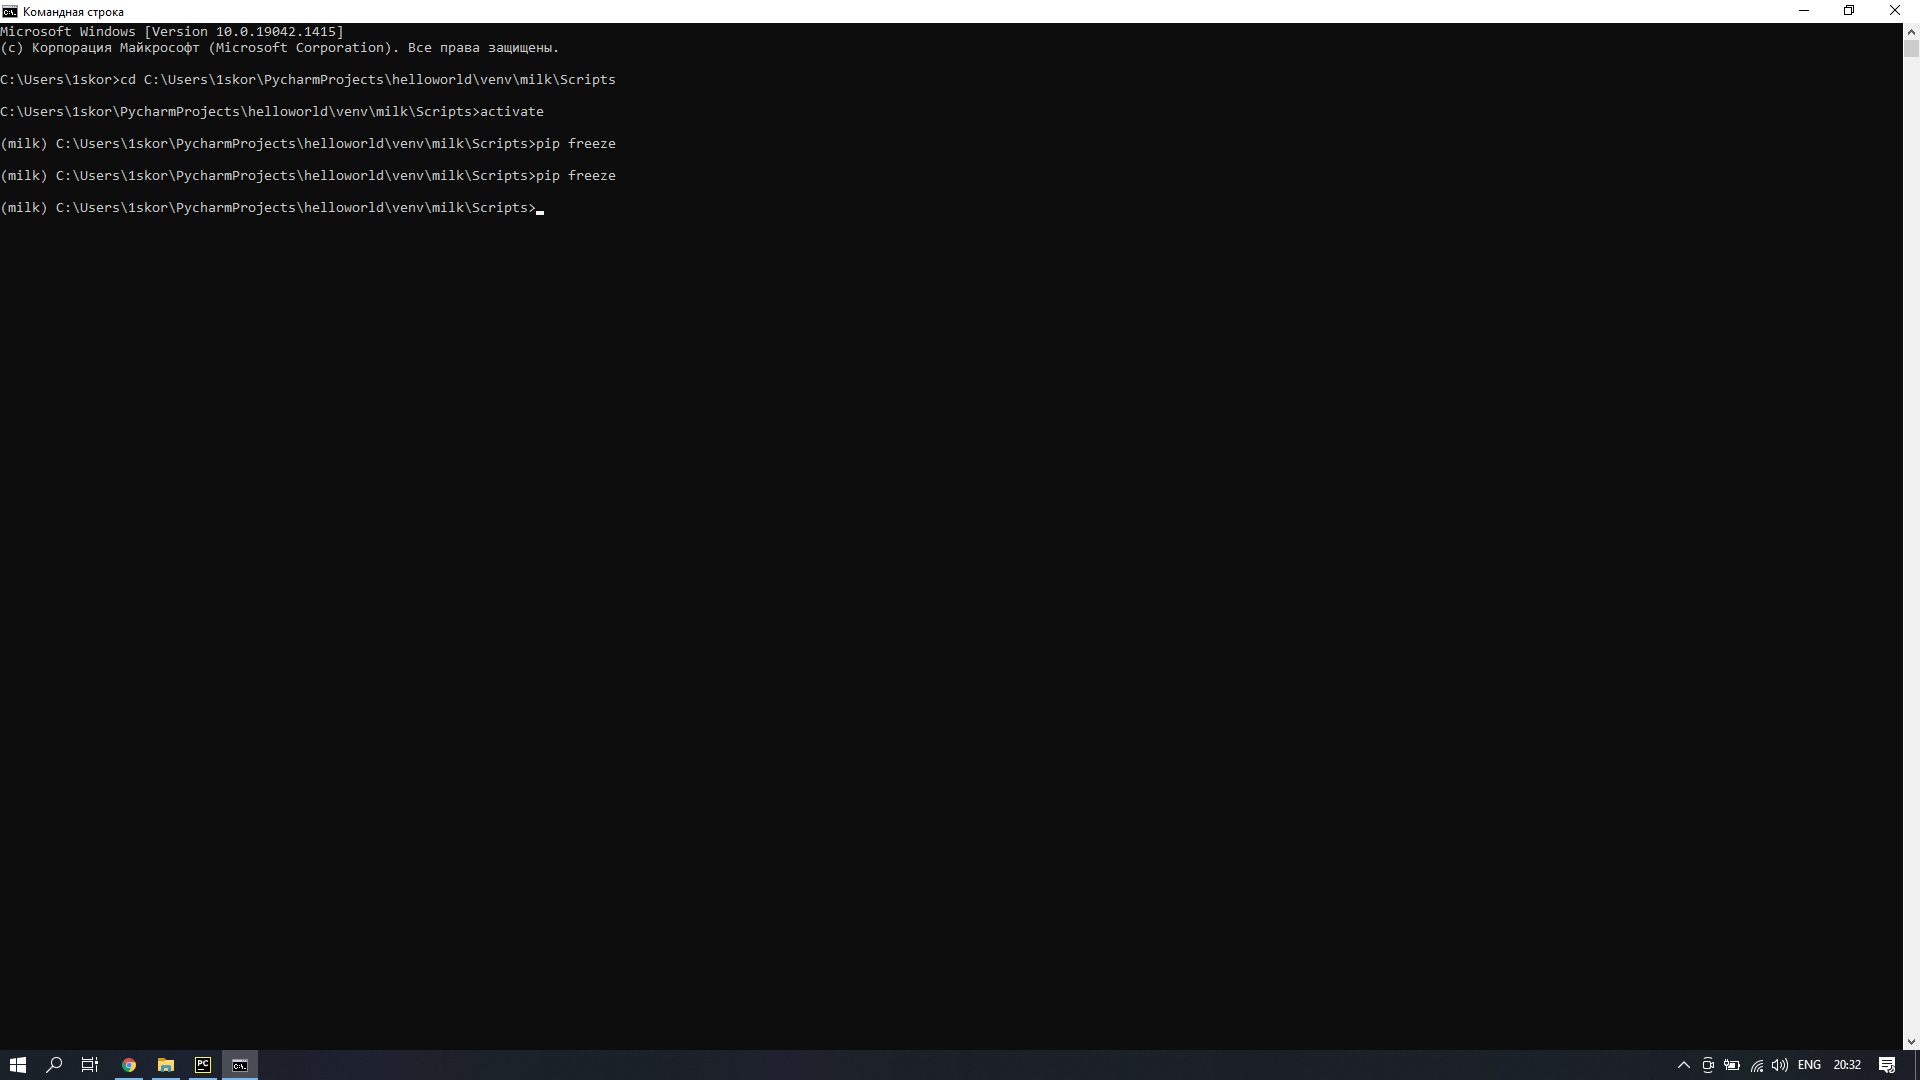 Командная строка
Microsoft Windows [Version 10.0.19042.1415]
(c) Корпорация Майкрософт (Microsoft Corporation). Все права защищены.
C:\Users\1skor>cd C:\Users\1skor\PycharmProjects\helloworld\venv\milk\Scripts
C:\Users\1skor\PycharmProjects\helloworld\venv\milk\Scripts>activate
(milk) C:\Users\1skor\PycharmProjects\helloworld\venv\milk\Scripts>pip freeze
(milk) C:\Users\1skor\PycharmProjects\helloworld\venv\milk\Scripts>pip freeze
(milk) C:\Users\1skor\PycharmProjects\helloworld\venv\milk\Scripts>
PC
ENG 20:32